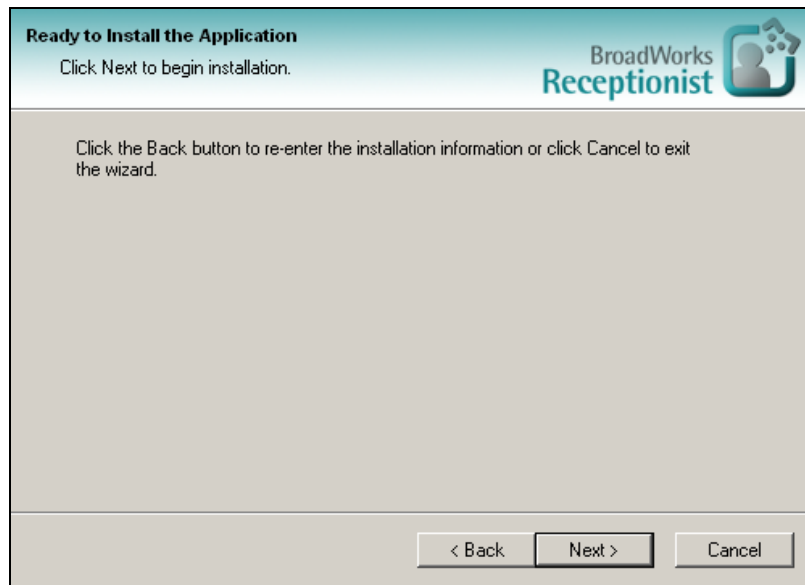 Ready to Install the Application
Click Next to begin installation.
BroadWorks
Receptionist
Click the Back button to re-enter the installation information or click Cancel to exit
the wizard.
< Back
Next >
Cancel